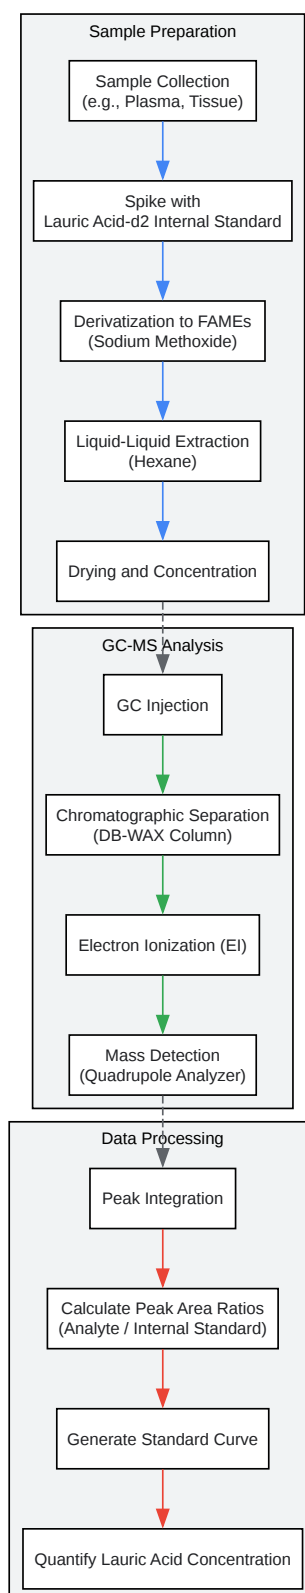 Sample Preparation
Sample Collection
(e.g., Plasma, Tissue)
Spike with
Lauric Acid-d2 Internal Standard
Derivatization to FAMEs
(Sodium Methoxide)
Liquid-Liquid Extraction
(Hexane)
Drying and Concentration
GC-MS Analysis
GC Injection
Chromatographic Separation
(DB-WAX Column)
Electron Ionization (EI)
Mass Detection
(Quadrupole Analyzer)
Data Processing
Peak Integration
Calculate Peak Area Ratios
(Analyte / Internal Standard)
Generate Standard Curve
Quantify Lauric Acid Concentration